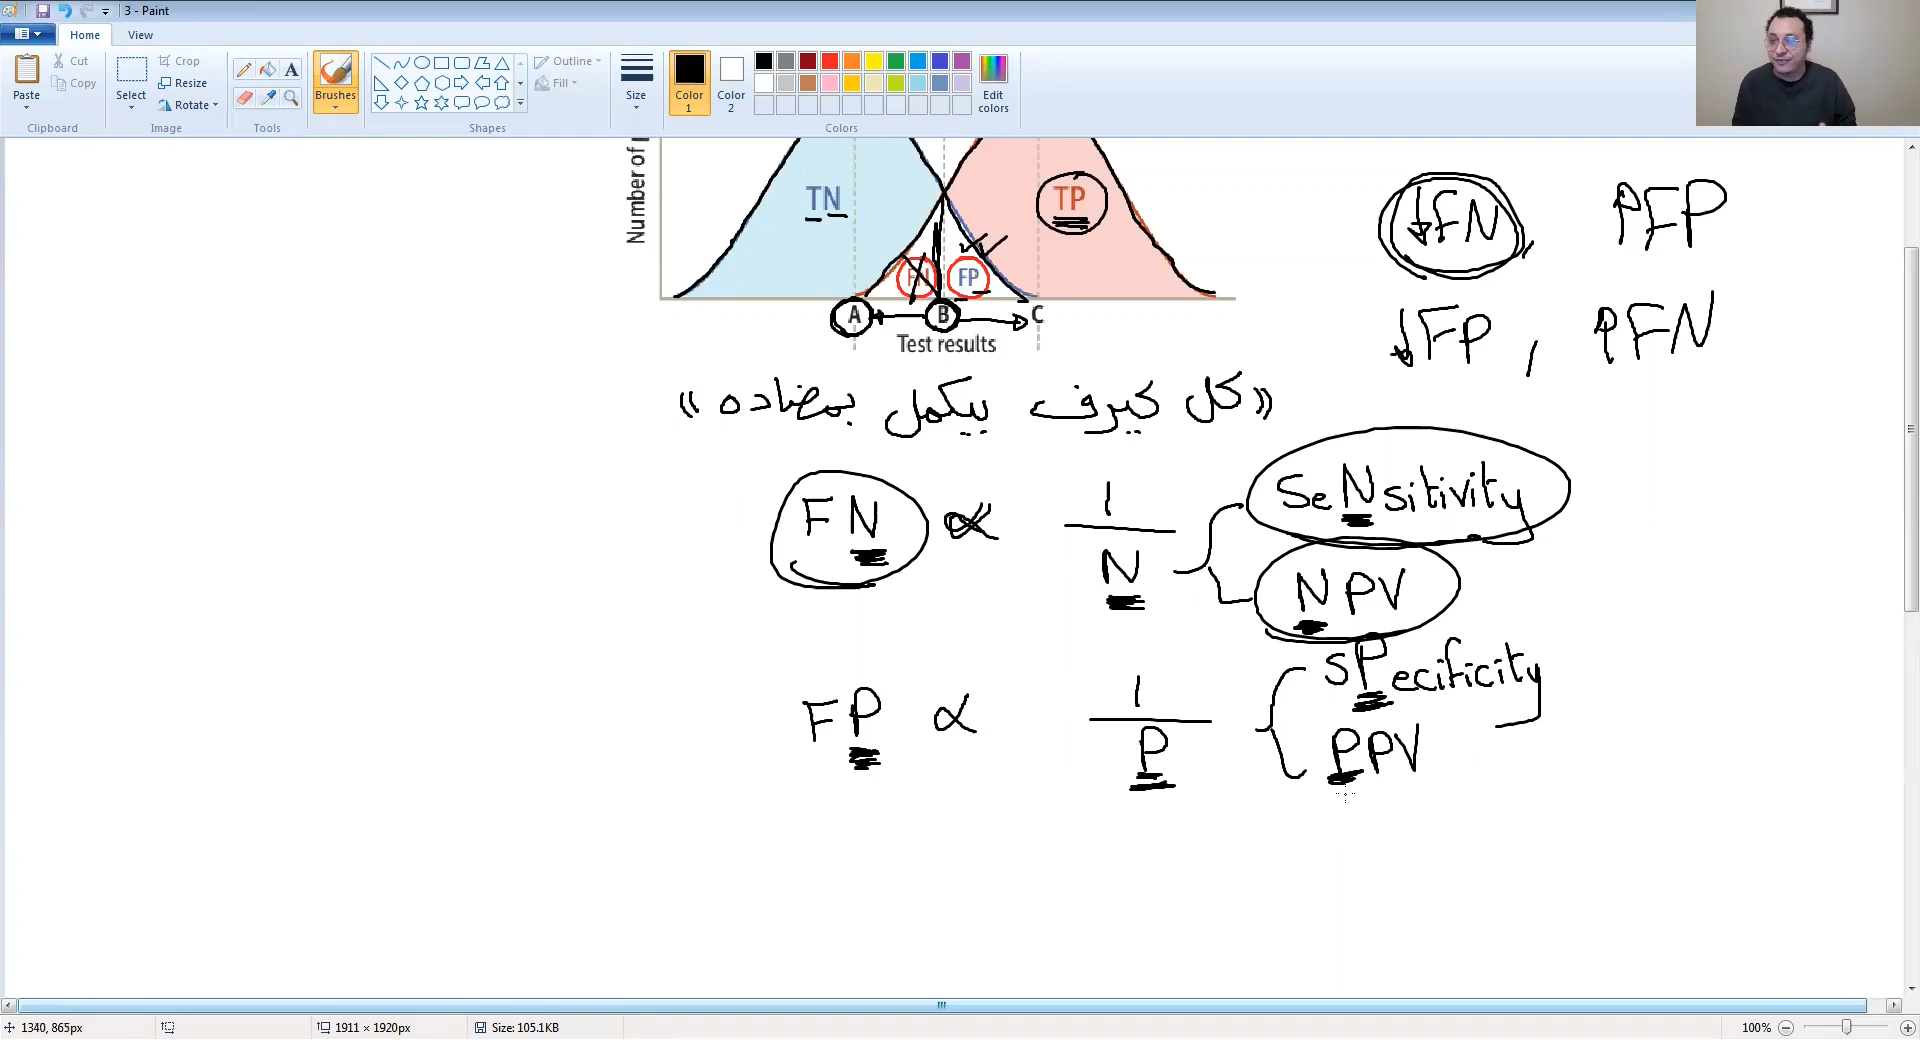 3 - Paint
Home View
Paste Cut Copy Clipboard
Select Crop Resize Rotate Image
Tools
Brushes
Shapes Outline Fill
Size
Color 1 Color 2 Edit colors Colors
Number of
TN TP
FN FP
A B C
Test results
↓FN, ↑FP
↓FP, ↑FN
«كل كيرف بيكمل بمضاده»
FN ∝ 1/N SeNsitivity
NPV
FP ∝ 1/P SPecificity
PPV
1340, 865px 1911 × 1920px Size: 105.1KB 100%